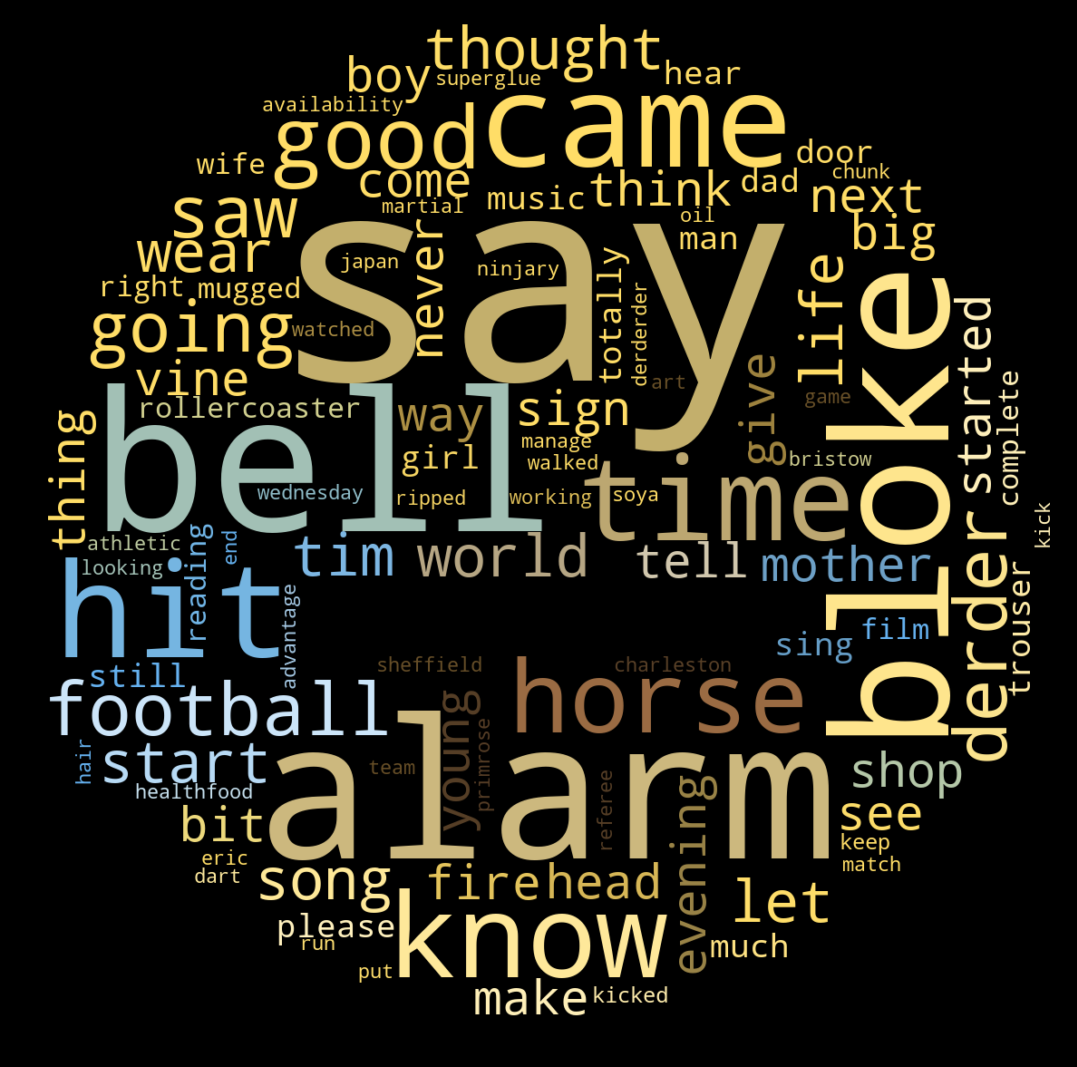 thought
boy
superglue
hear
availability
good
came
wife
come
door
chunk
saw
martial
music
think
dad
next
oil
man
big
wear
say
japan
never
ninjary
totally
right
mugged
derderder
life
bloke
going
watched
started
vine
art
give
game
rollercoaster
way
sign
complete
thing
bell
girl
manage
walked
time
bristow
wednesday
ripped
working
soya
kick
athletic
looking
reading
end
tim
world
tell
mother
derder
trouser
hit
advantage
sing
film
still
sheffield
charleston
football
young
primrose
horse
hair
start
team
alarm
referee
shop
healthfood
bit
evening
see
keep
eric
dart
song
fire
head
match
let
please
run
know
much
put
make
kicked